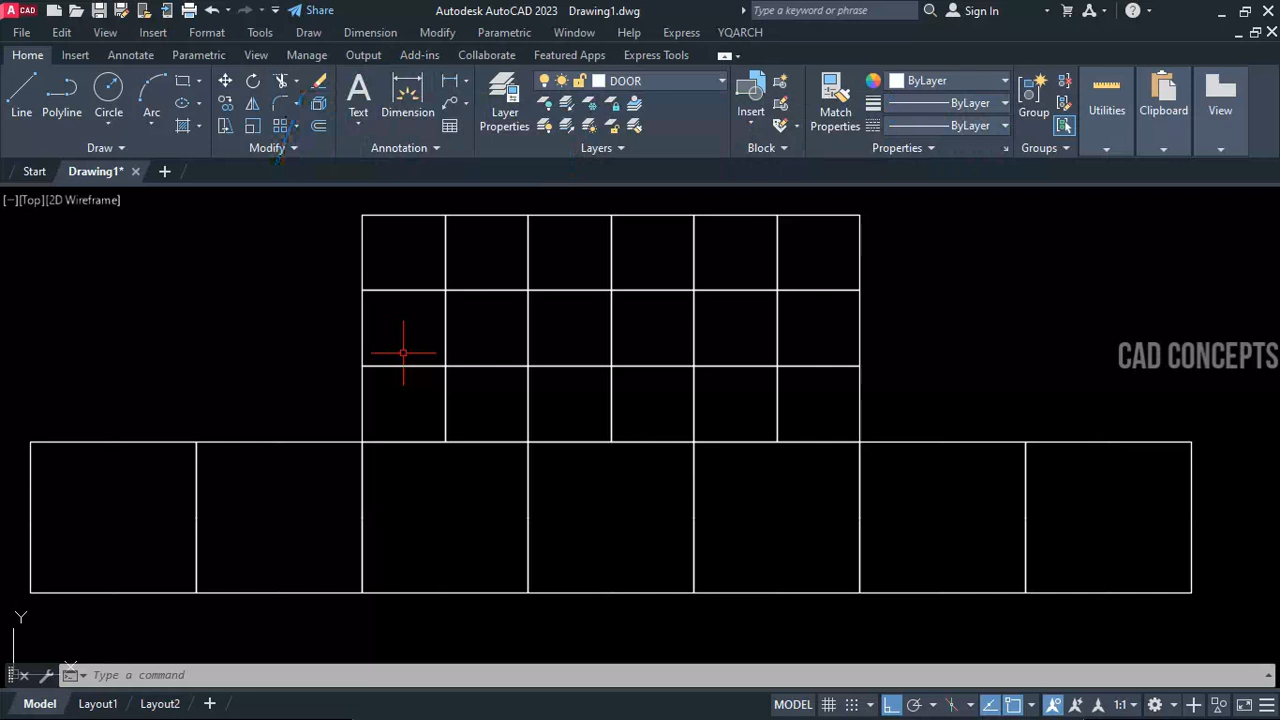 A CAD Share Autodesk AutoCAD 2023 Drawing1.dwg Type a keyword or phrase Sign In
File Edit View Insert Format Tools Draw Dimension Modify Parametric Window Help Express YQARCH
Home Insert Annotate Parametric View Manage Output Add-ins Collaborate Featured Apps Express Tools
DOOR ByLayer
ByLayer
ByLayer
Line Polyline Circle Arc Text Dimension Layer Properties Insert Match Properties Group Utilities Clipboard View
Draw Modify Annotation Layers Block Properties Groups
Start Drawing1* +
[−][Top][2D Wireframe]
CAD CONCEPTS
Y
X
Type a command
Model Layout1 Layout2 + MODEL 1:1